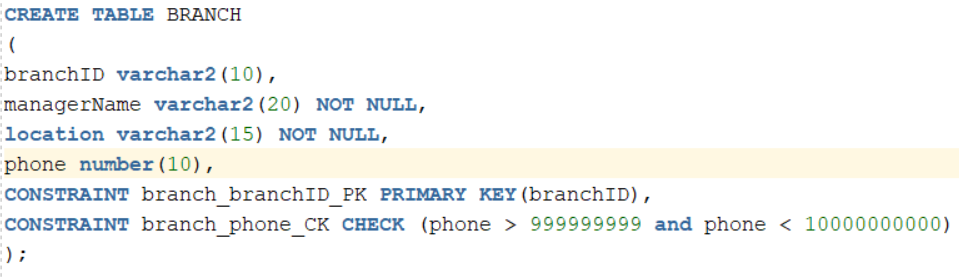 CREATE TABLE BRANCH
(
branchID varchar2(10),
managerName varchar2(20) NOT NULL,
location varchar2(15) NOT NULL,
phone number(10),
CONSTRAINT branch_branchID_PK PRIMARY KEY(branchID),
CONSTRAINT branch_phone_CK CHECK (phone > 999999999 and phone < 10000000000)
);